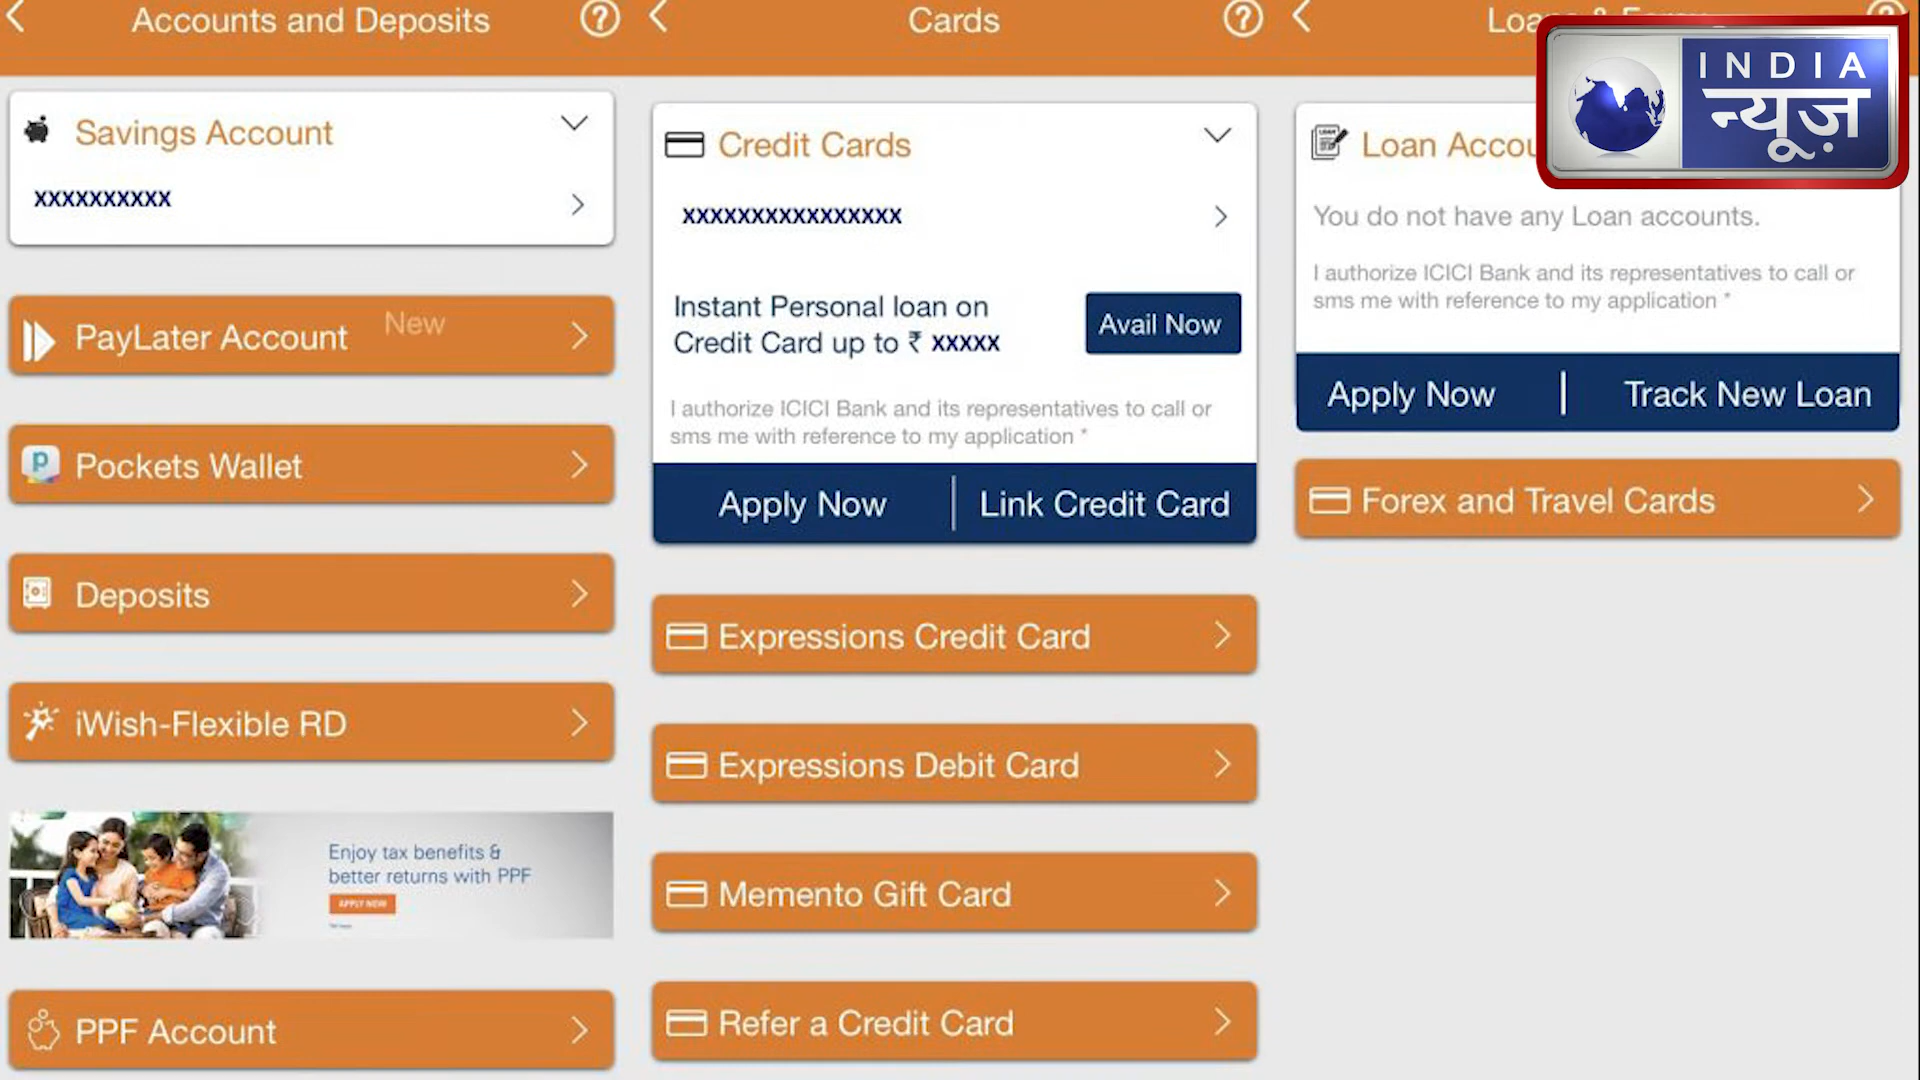 Accounts and Deposits
Savings Account
XXXXXXXXXX
PayLater Account
New
Pockets Wallet
Deposits
iWish-Flexible RD
Enjoy tax benefits &
better returns with PPF
APPLY NOW
PPF Account
Cards
Credit Cards
XXXXXXXXXXXXXXXX
Instant Personal loan on
Credit Card up to ₹ XXXXX
Avail Now
I authorize ICICI Bank and its representatives to call or
sms me with reference to my application *
Apply Now | Link Credit Card
Expressions Credit Card
Expressions Debit Card
Memento Gift Card
Refer a Credit Card
INDIA
न्यूज़
You do not have any Loan accounts.
I authorize ICICI Bank and its representatives to call or
sms me with reference to my application *
Apply Now | Track New Loan
Forex and Travel Cards